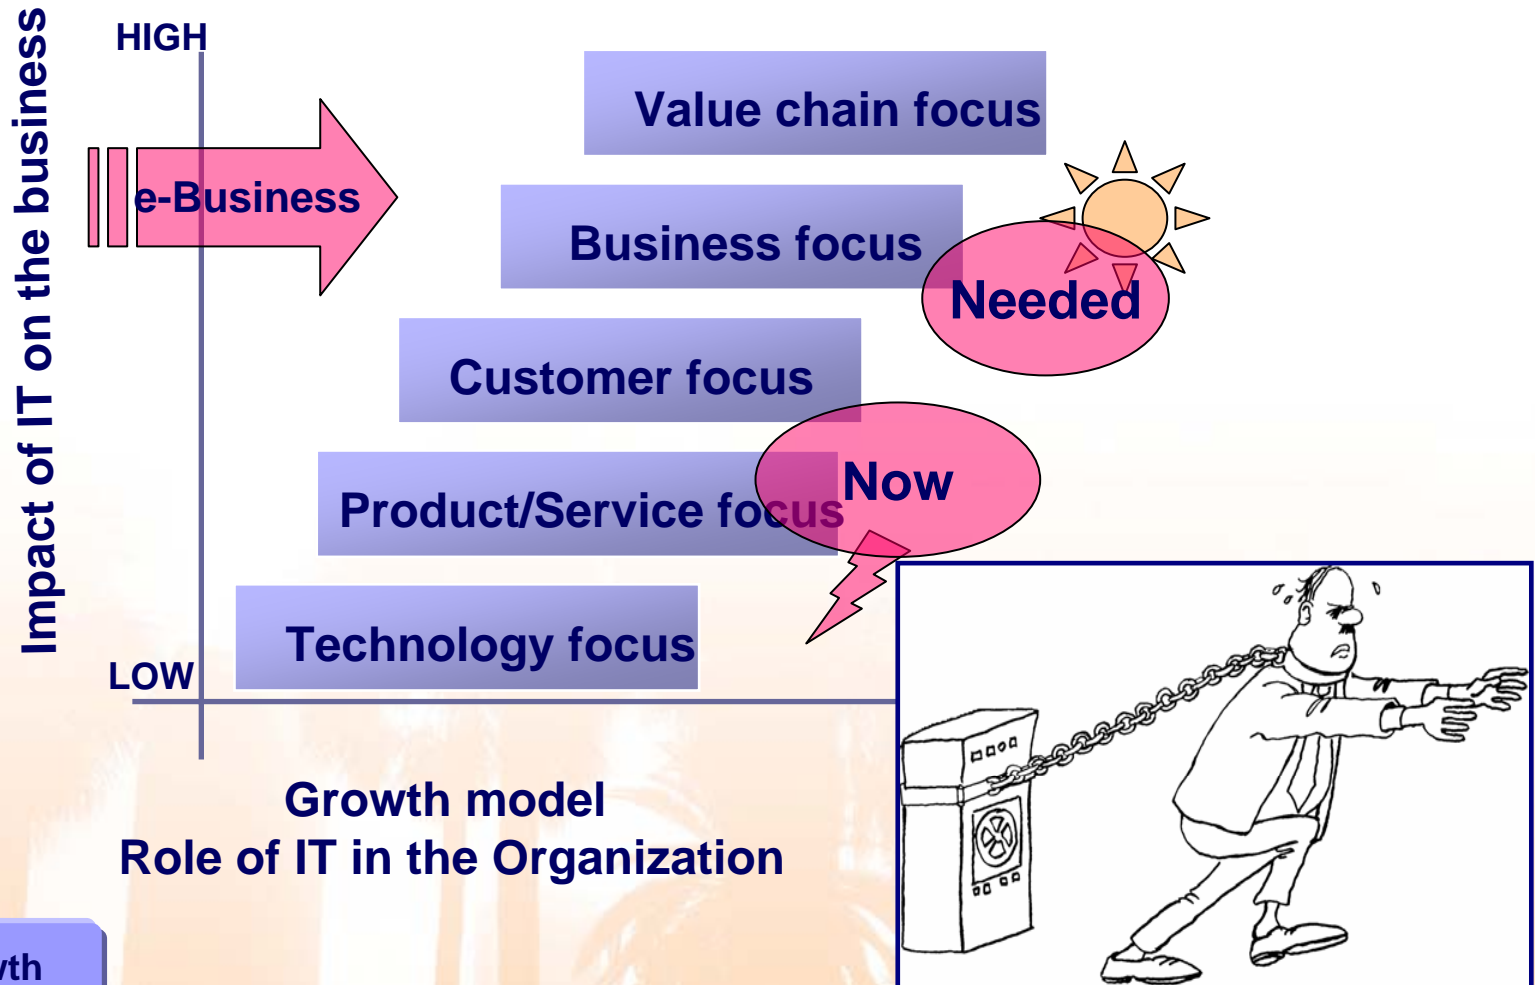 Impact of IT on the business
HIGH
Value chain focus
e-Business
Business focus
Needed
Customer focus
Now
Product/Service focus
Technology focus
LOW
Growth model
Role of IT in the Organization